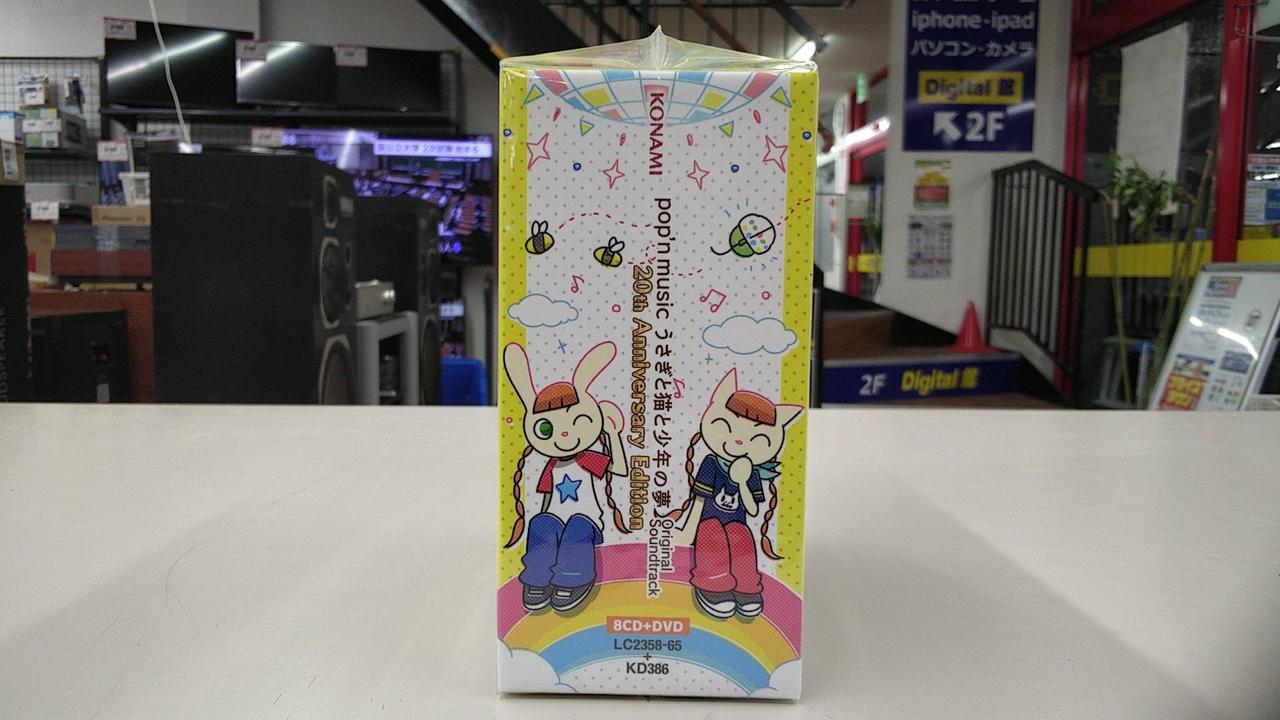 KONAMI
pop'n music うさぎと猫と少年の夢
20th Anniversary Edition
Original
Soundtrack
8CD+DVD
LC2358-65
+
KD386
iphone・ipad
パソコン・カメラ
Digital 館
2F
2F Digital 館